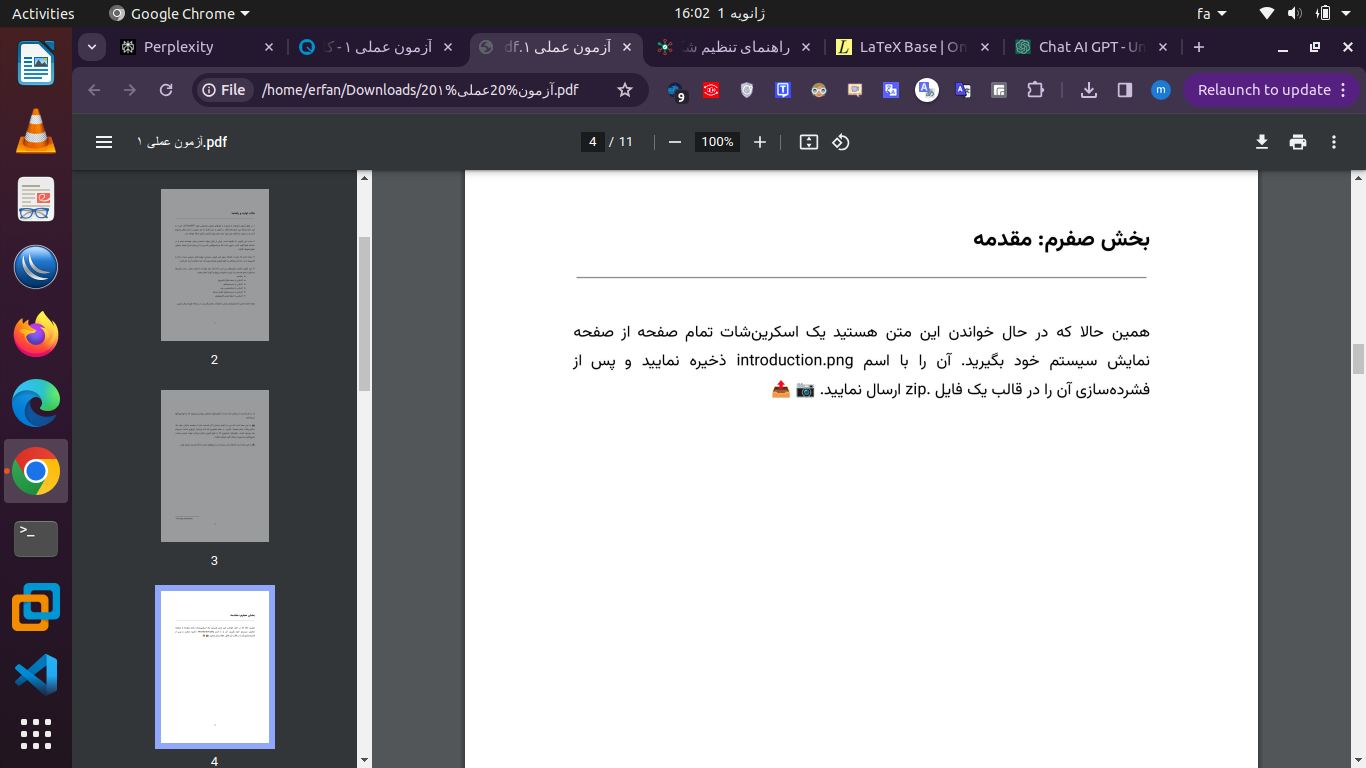 Activities
Google Chrome
ژانویه 1 16:02
fa
Perplexity
آزمون عملی ۱ - ک
آزمون عملی ۱.pdf
راهنمای تنظیم ش
LaTeX Base | On
Chat AI GPT - Un
File
/home/erfan/Downloads/آزمون%20عملی%20۱.pdf
9
m
Relaunch to update
آزمون عملی ۱.pdf
4 / 11
100%
2
3
4
بخش صفرم: مقدمه
همین حالا که در حال خواندن این متن هستید یک اسکرین‌شات تمام صفحه از صفحه
نمایش سیستم خود بگیرید. آن را با اسم introduction.png ذخیره نمایید و پس از
فشرده‌سازی آن را در قالب یک فایل .zip ارسال نمایید. 📷 📤